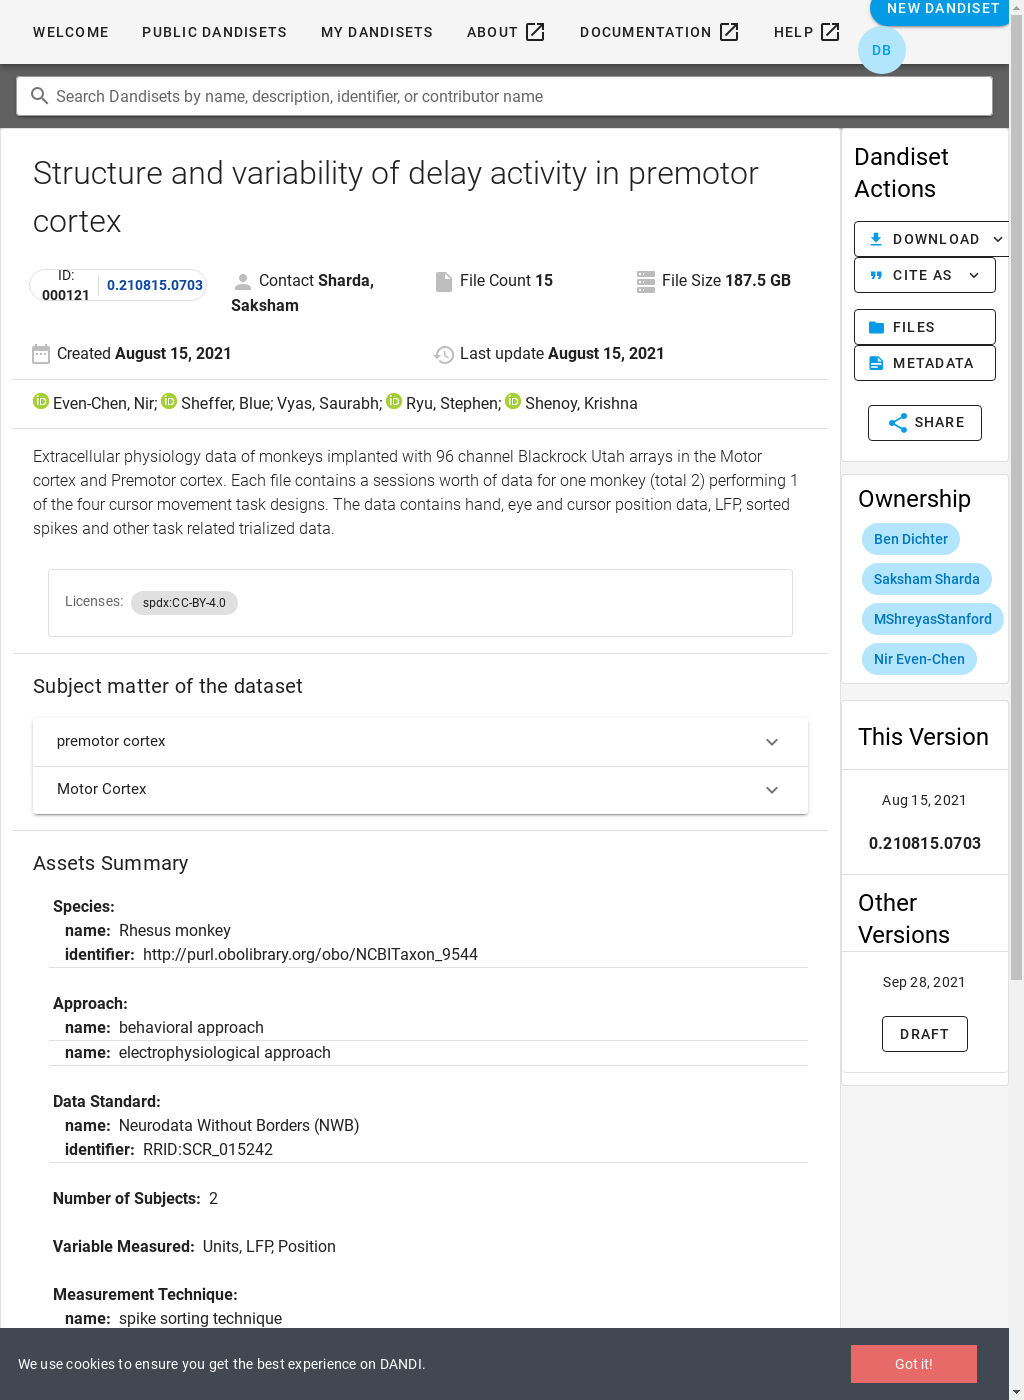 WELCOME
PUBLIC DANDISETS
MY DANDISETS
ABOUT
DOCUMENTATION
HELP
NEW DANDISET
DB
Search Dandisets by name, description, identifier, or contributor name
Structure and variability of delay activity in premotor
cortex
ID:
000121
0.210815.0703
Contact Sharda,
Saksham
File Count 15
File Size 187.5 GB
Created August 15, 2021
Last update August 15, 2021
iD Even-Chen, Nir; iD Sheffer, Blue; Vyas, Saurabh; iD Ryu, Stephen; iD Shenoy, Krishna
Extracellular physiology data of monkeys implanted with 96 channel Blackrock Utah arrays in the Motor
cortex and Premotor cortex. Each file contains a sessions worth of data for one monkey (total 2) performing 1
of the four cursor movement task designs. The data contains hand, eye and cursor position data, LFP, sorted
spikes and other task related trialized data.
Licenses: spdx:CC-BY-4.0
Subject matter of the dataset
premotor cortex
Motor Cortex
Assets Summary
Species:
name: Rhesus monkey
identifier: http://purl.obolibrary.org/obo/NCBITaxon_9544
Approach:
name: behavioral approach
name: electrophysiological approach
Data Standard:
name: Neurodata Without Borders (NWB)
identifier: RRID:SCR_015242
Number of Subjects: 2
Variable Measured: Units, LFP, Position
Measurement Technique:
name: spike sorting technique
Dandiset
Actions
DOWNLOAD
CITE AS
FILES
METADATA
SHARE
Ownership
Ben Dichter
Saksham Sharda
MShreyasStanford
Nir Even-Chen
This Version
Aug 15, 2021
0.210815.0703
Other
Versions
Sep 28, 2021
DRAFT
We use cookies to ensure you get the best experience on DANDI.
Got it!